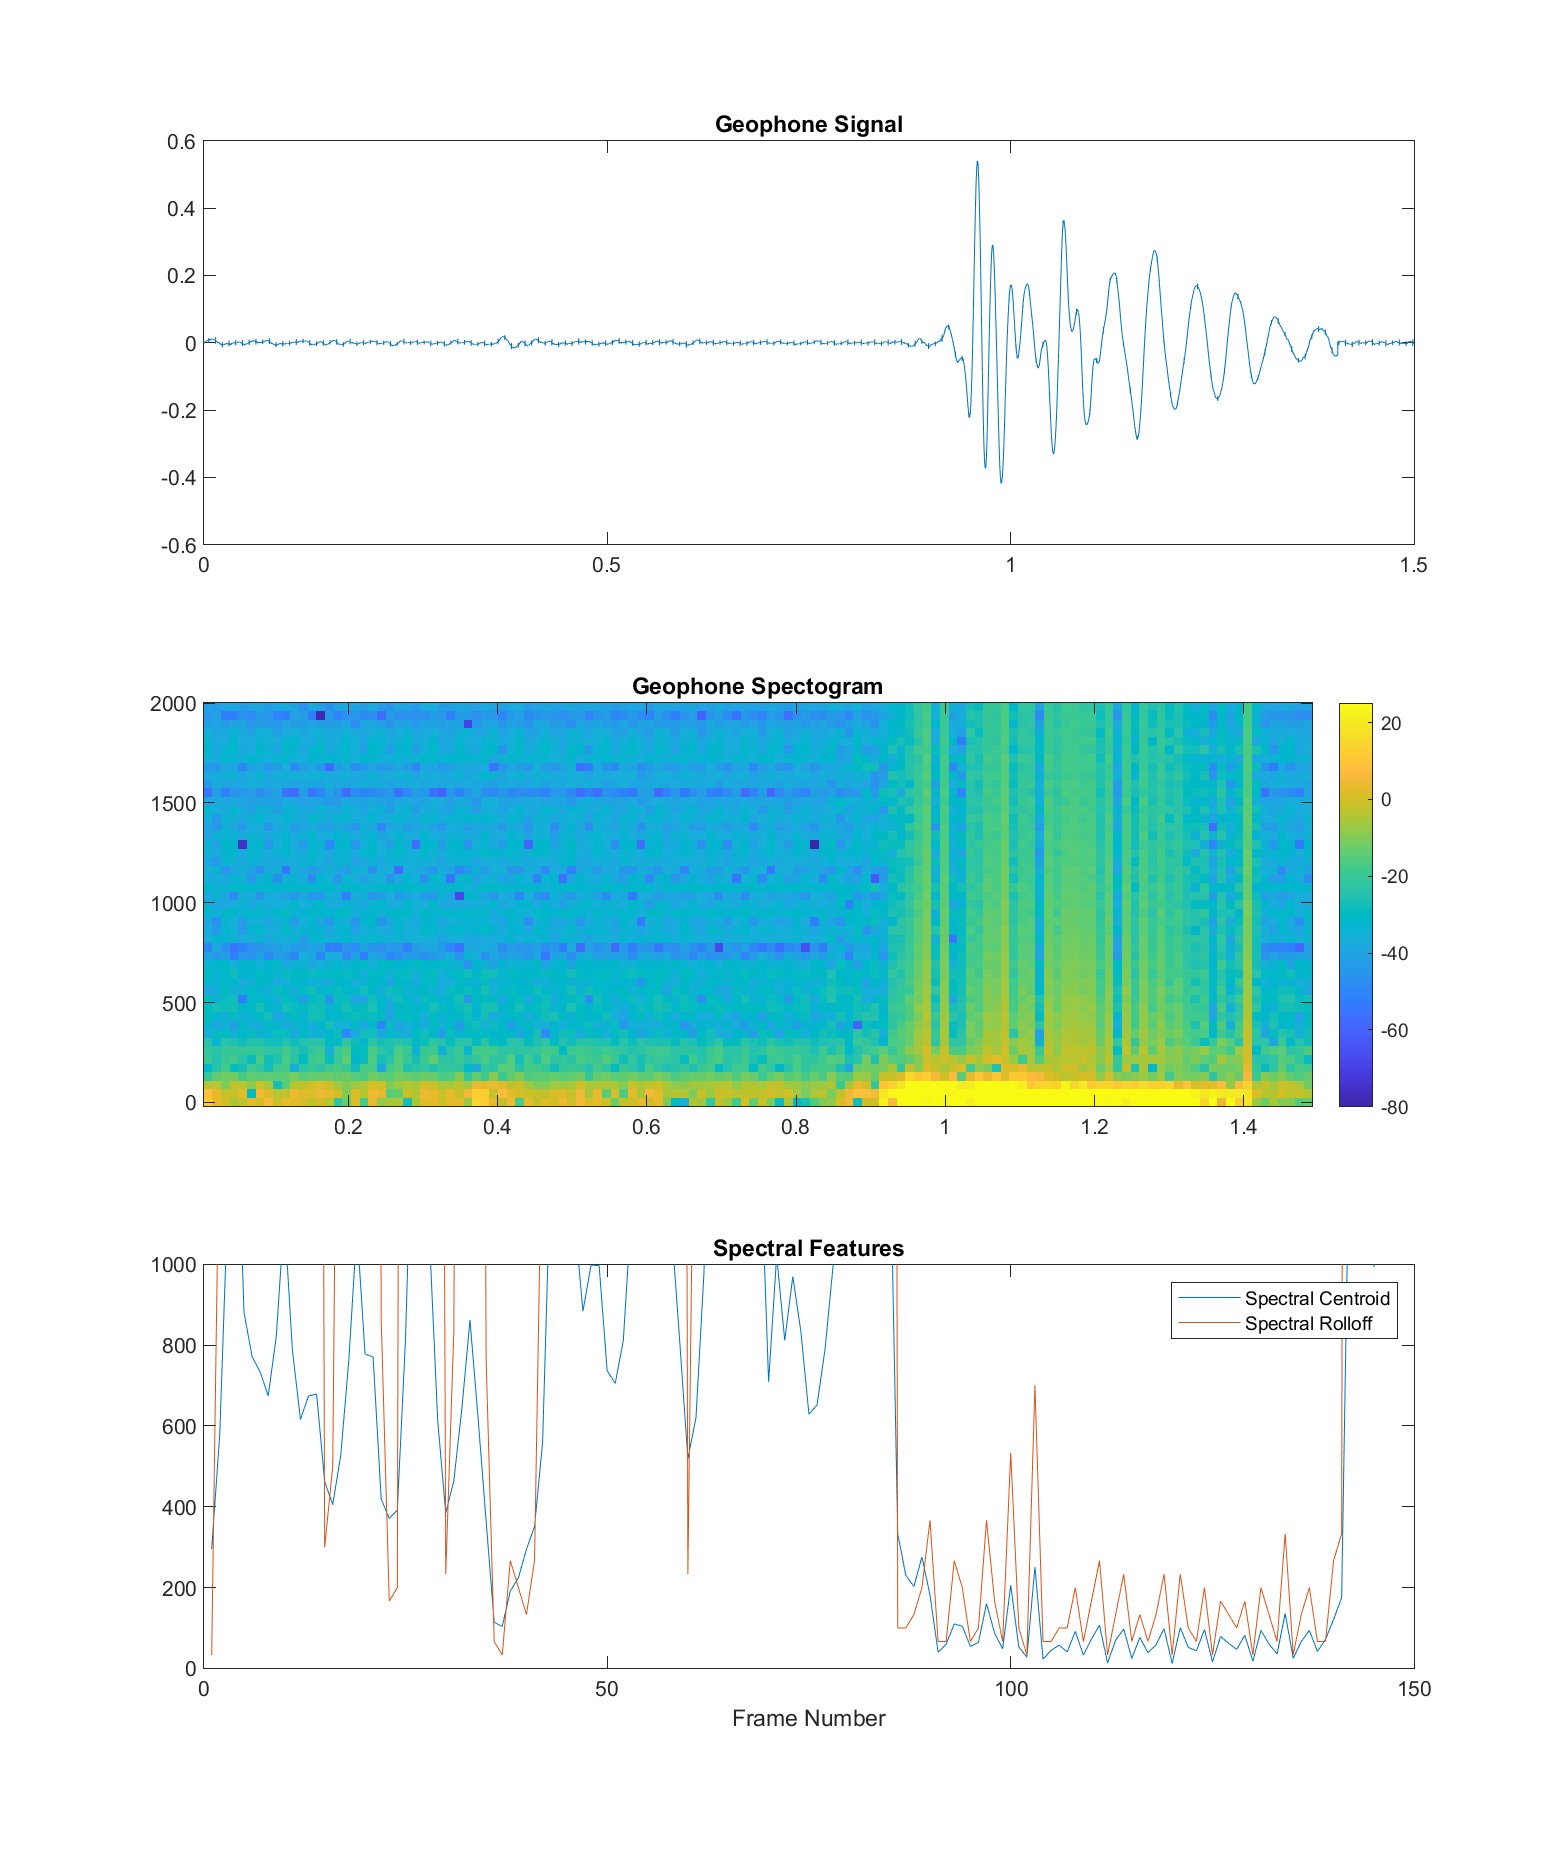 Geophone Signal
0.6
0.4
0.2
0
-0.2
-0.4
-0.6
0 0.5 1 1.5
Geophone Spectogram
2000
1500
1000
500
0
0.2 0.4 0.6 0.8 1 1.2 1.4
20
0
-20
-40
-60
-80
Spectral Features
1000
800
600
400
200
0
Spectral Centroid
Spectral Rolloff
0 50 100 150
Frame Number